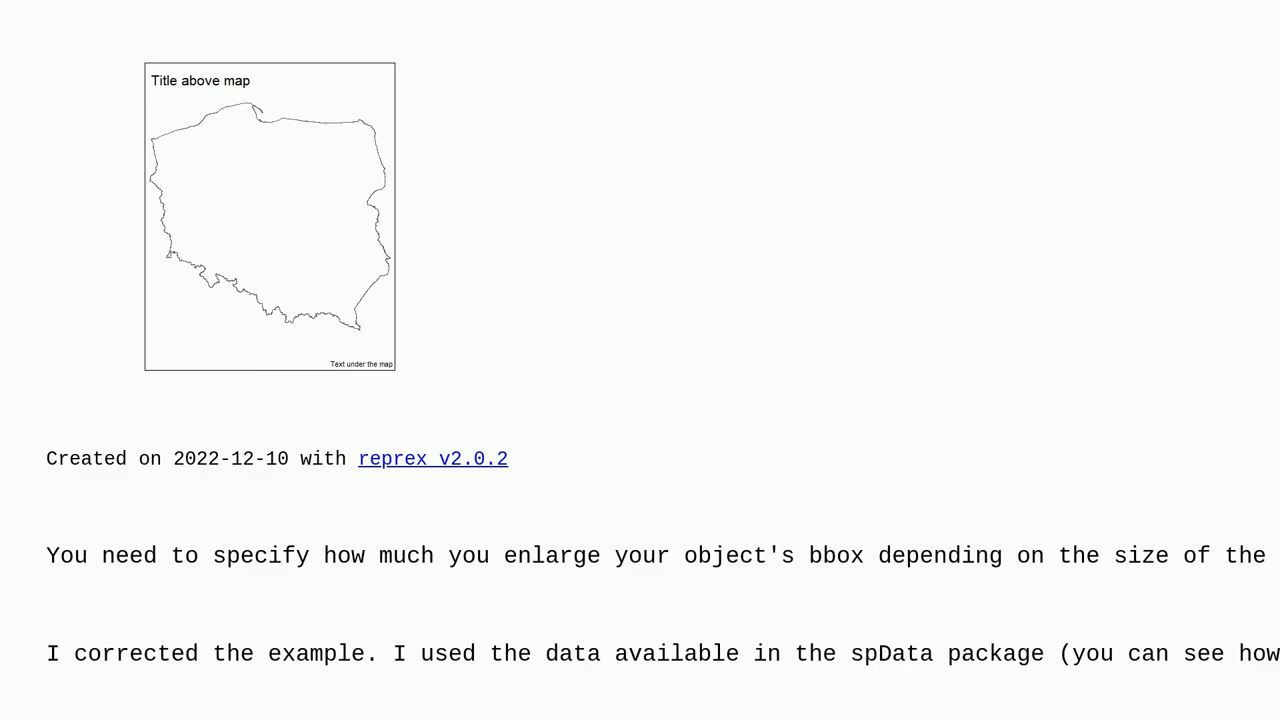 Title above map
Text under the map
Created on 2022-12-10 with reprex v2.0.2
You need to specify how much you enlarge your object's bbox depending on the size of the
I corrected the example. I used the data available in the spData package (you can see how